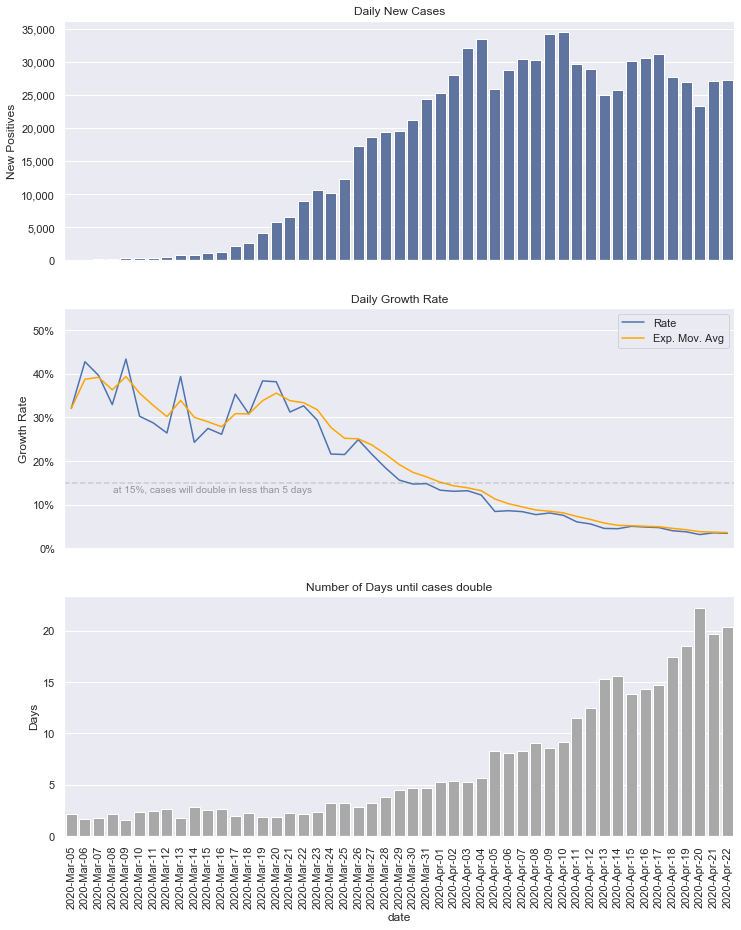 Daily New Cases
35,000
30,000
25,000
20,000
15,000
10,000
5,000
0
New Positives
Daily Growth Rate
50%
40%
30%
20%
10%
0%
Growth Rate
Rate
Exp. Mov. Avg
at 15%, cases will double in less than 5 days
Number of Days until cases double
20
15
10
5
0
Days
2020-Mar-05
2020-Mar-06
2020-Mar-07
2020-Mar-08
2020-Mar-09
2020-Mar-10
2020-Mar-11
2020-Mar-12
2020-Mar-13
2020-Mar-14
2020-Mar-15
2020-Mar-16
2020-Mar-17
2020-Mar-18
2020-Mar-19
2020-Mar-20
2020-Mar-21
2020-Mar-22
2020-Mar-23
2020-Mar-24
2020-Mar-25
2020-Mar-26
2020-Mar-27
2020-Mar-28
2020-Mar-29
2020-Mar-30
2020-Mar-31
2020-Apr-01
2020-Apr-02
2020-Apr-03
2020-Apr-04
2020-Apr-05
2020-Apr-06
2020-Apr-07
2020-Apr-08
2020-Apr-09
2020-Apr-10
2020-Apr-11
2020-Apr-12
2020-Apr-13
2020-Apr-14
2020-Apr-15
2020-Apr-16
2020-Apr-17
2020-Apr-18
2020-Apr-19
2020-Apr-20
2020-Apr-21
2020-Apr-22
date